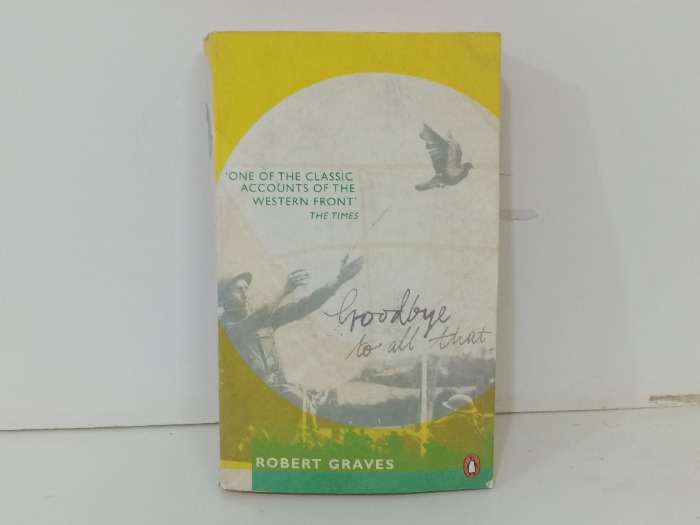 'ONE OF THE CLASSIC
ACCOUNTS OF THE
WESTERN FRONT'
THE TIMES
Goodbye
to all that
ROBERT GRAVES